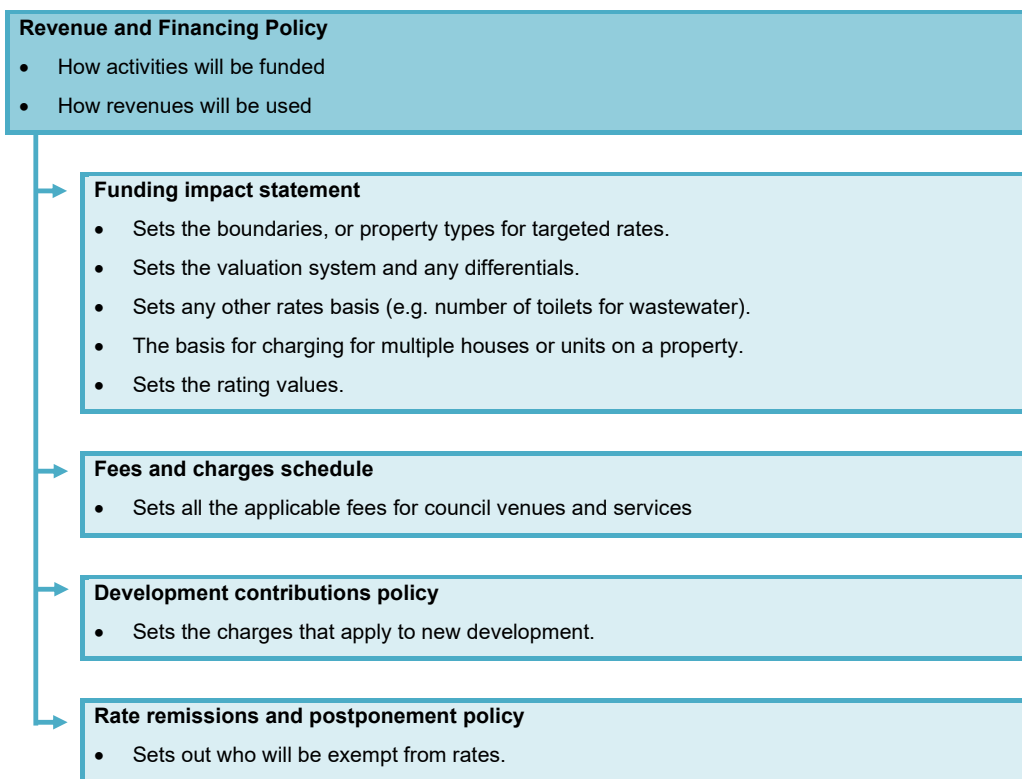 Revenue and Financing Policy
• How activities will be funded
• How revenues will be used
Funding impact statement
• Sets the boundaries, or property types for targeted rates.
• Sets the valuation system and any differentials.
• Sets any other rates basis (e.g. number of toilets for wastewater).
• The basis for charging for multiple houses or units on a property.
• Sets the rating values.
Fees and charges schedule
• Sets all the applicable fees for council venues and services
Development contributions policy
• Sets the charges that apply to new development.
Rate remissions and postponement policy
• Sets out who will be exempt from rates.